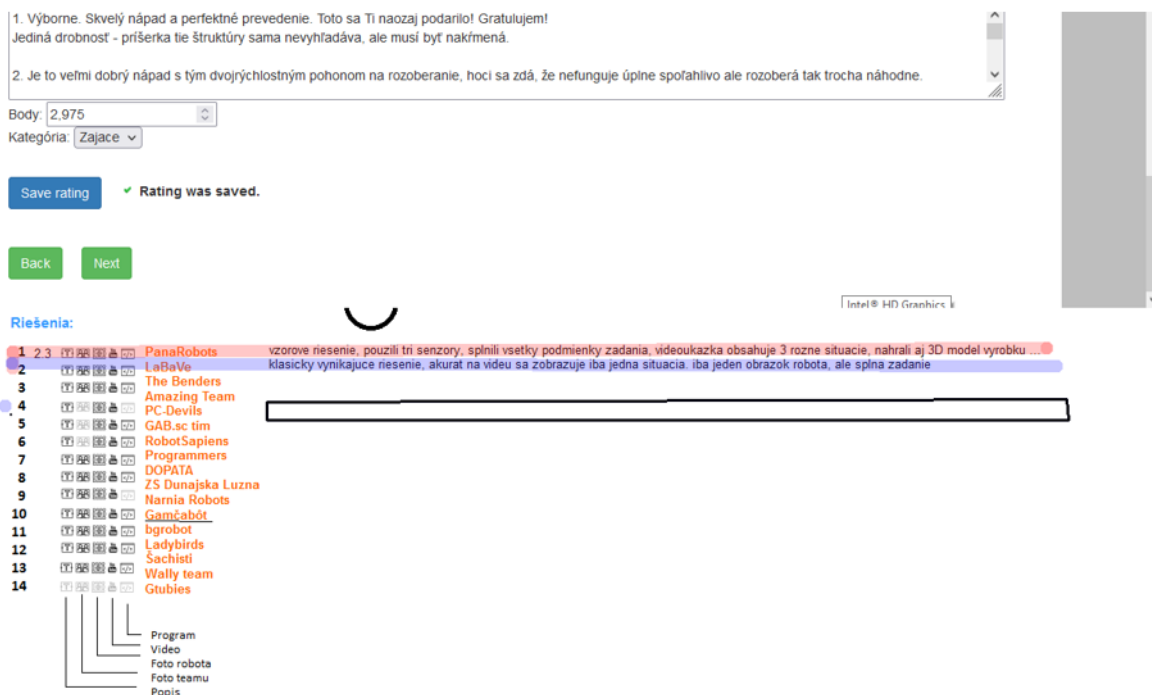 1. Výborne. Skvelý nápad a perfektné prevedenie. Toto sa Ti naozaj podarilo! Gratulujem!
Jediná drobnosť - príšerka tie štruktúry sama nevyhľadáva, ale musí byť nakŕmená.
2. Je to veľmi dobrý nápad s tým dvojrýchlostným pohonom na rozoberanie, hoci sa zdá, že nefunguje úplne spoľahlivo ale rozoberá tak trocha náhodne.
Body: 2,975
Kategória: Zajace
Save rating ✔ Rating was saved.
Back Next
Intel® HD Graphics
Riešenia:
1 2.3 PanaRobots vzorove riesenie, pouzili tri senzory, splnili vsetky podmienky zadania, videoukazka obsahuje 3 rozne situacie, nahrali aj 3D model vyrobku ...
2 LaBaVe klasicky vynikajuce riesenie, akurat na videu sa zobrazuje iba jedna situacia. iba jeden obrazok robota, ale splna zadanie
3 The Benders
Amazing Team
4 PC-Devils
5 GAB.sc tím
6 RobotSapiens
7 Programmers
8 DOPATA
ZS Dunajska Luzna
9 Narnia Robots
10 Gamčabôt
11 bgrobot
12 Ladybirds
Šachisti
13 Wally team
14 Gtubies
Program
Video
Foto robota
Foto teamu
Popis